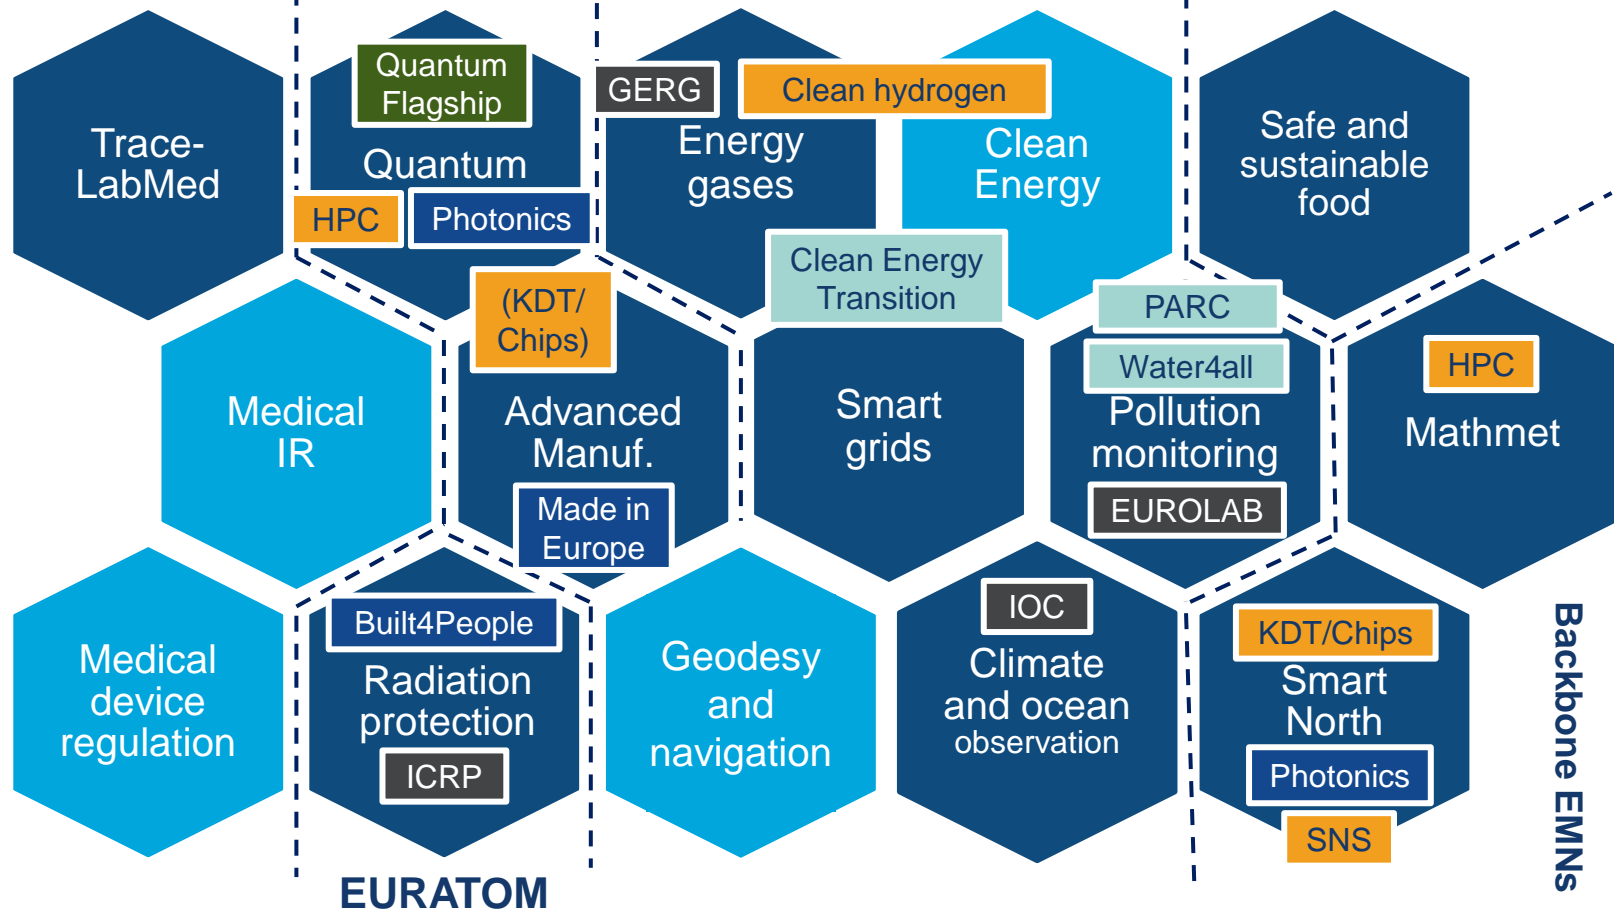 Trace-
LabMed
Quantum
Flagship
Quantum
HPC
Photonics
GERG
Clean hydrogen
Energy
gases
Clean
Energy
Safe and
sustainable
food
Clean Energy
Transition
Medical
IR
(KDT/
Chips)
Advanced
Manuf.
Made in
Europe
Smart
grids
PARC
Water4all
Pollution
monitoring
EUROLAB
HPC
Mathmet
Medical
device
regulation
Built4People
Radiation
protection
ICRP
Geodesy
and
navigation
IOC
Climate
and ocean
observation
KDT/Chips
Smart
North
Photonics
SNS
Backbone EMNs
EURATOM